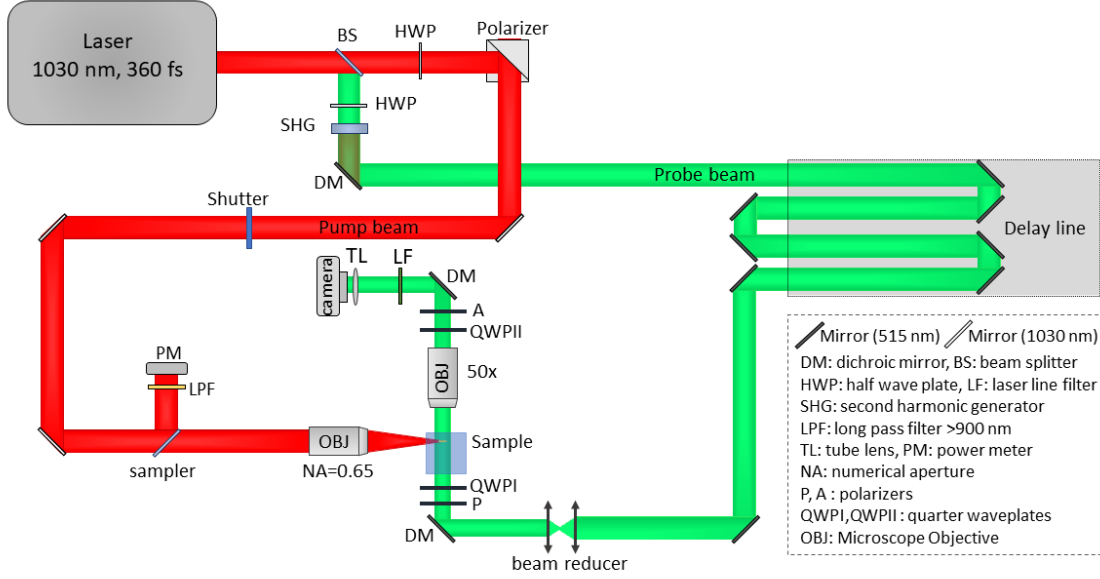 Laser
1030 nm, 360 fs
BS
HWP
Polarizer
HWP
SHG
DM
Probe beam
Shutter
Pump beam
Delay line
camera
TL
LF
DM
A
QWPII
PM
LPF
OBJ
50x
sampler
OBJ
NA=0.65
Sample
QWPI
P
DM
beam reducer
Mirror (515 nm) Mirror (1030 nm)
DM: dichroic mirror, BS: beam splitter
HWP: half wave plate, LF: laser line filter
SHG: second harmonic generator
LPF: long pass filter >900 nm
TL: tube lens, PM: power meter
NA: numerical aperture
P, A : polarizers
QWPI,QWPII : quarter waveplates
OBJ: Microscope Objective